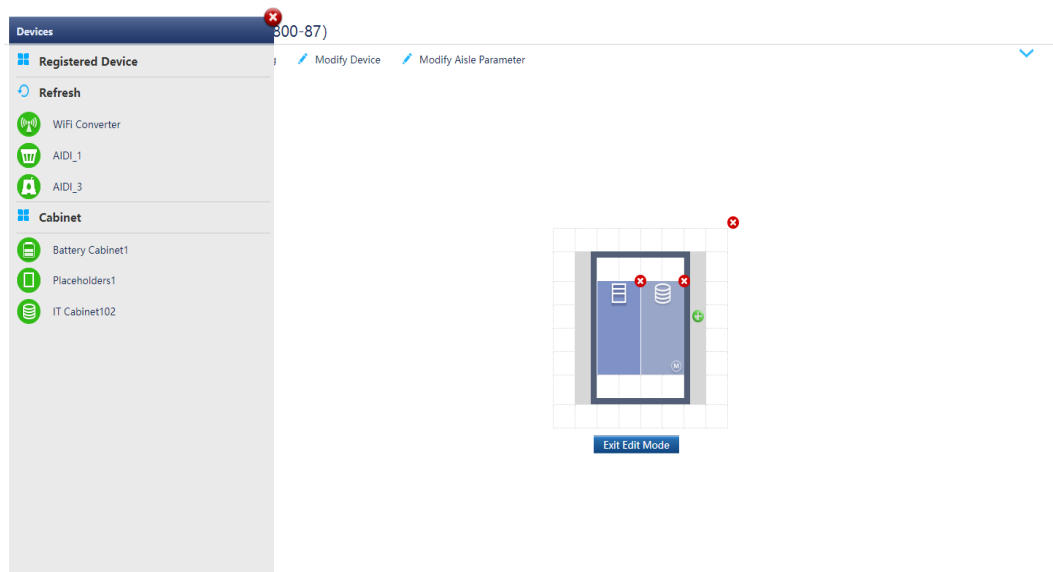 Devices
800-87)
Registered Device
Modify Device
Modify Aisle Parameter
Refresh
WiFi Converter
AIDI_1
AIDI_3
Cabinet
Battery Cabinet1
Placeholders1
IT Cabinet102
M
Exit Edit Mode